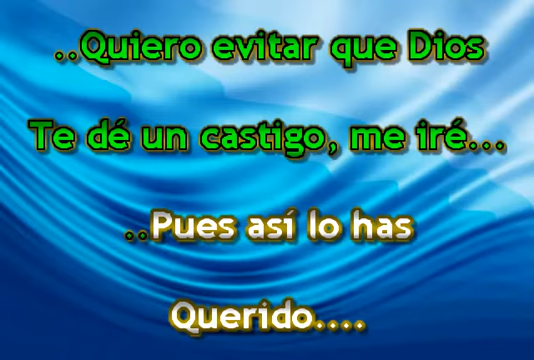 ..Quiero evitar que Dios
Te dé un castigo, me iré...
..Pues así lo has
Querido....